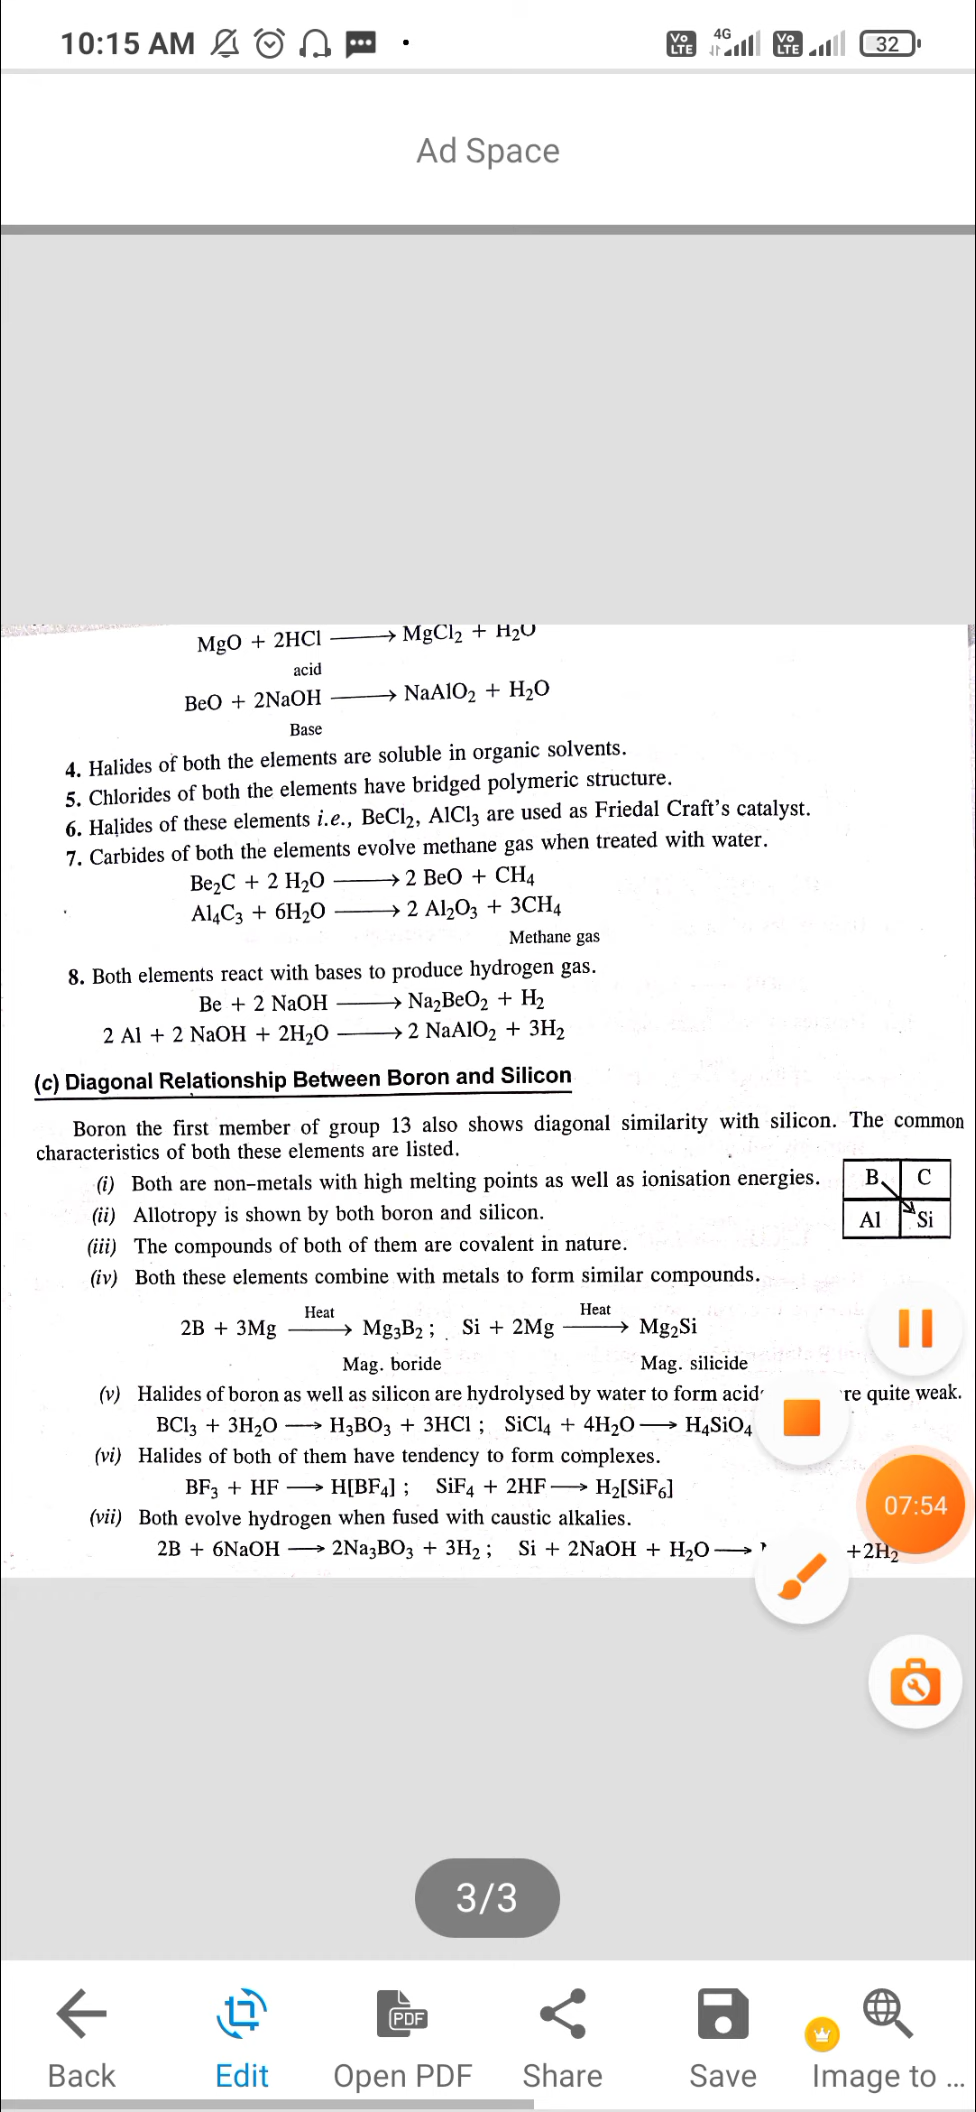 10:15 AM
Vo LTE 4G Vo LTE 32
Ad Space
MgO + 2HCl ⟶ MgCl₂ + H₂O
acid
BeO + 2NaOH ⟶ NaAlO₂ + H₂O
Base
4. Halides of both the elements are soluble in organic solvents.
5. Chlorides of both the elements have bridged polymeric structure.
6. Halides of these elements i.e., BeCl₂, AlCl₃ are used as Friedal Craft's catalyst.
7. Carbides of both the elements evolve methane gas when treated with water.
Be₂C + 2 H₂O ⟶ 2 BeO + CH₄
Al₄C₃ + 6H₂O ⟶ 2 Al₂O₃ + 3CH₄
Methane gas
8. Both elements react with bases to produce hydrogen gas.
Be + 2 NaOH ⟶ Na₂BeO₂ + H₂
2 Al + 2 NaOH + 2H₂O ⟶ 2 NaAlO₂ + 3H₂
(c) Diagonal Relationship Between Boron and Silicon
Boron the first member of group 13 also shows diagonal similarity with silicon. The common
characteristics of both these elements are listed.
(i) Both are non-metals with high melting points as well as ionisation energies.
B C
Al Si
(ii) Allotropy is shown by both boron and silicon.
(iii) The compounds of both of them are covalent in nature.
(iv) Both these elements combine with metals to form similar compounds.
Heat Heat
2B + 3Mg ⟶ Mg₃B₂ ; Si + 2Mg ⟶ Mg₂Si
Mag. boride Mag. silicide
(v) Halides of boron as well as silicon are hydrolysed by water to form acid re quite weak.
BCl₃ + 3H₂O ⟶ H₃BO₃ + 3HCl ; SiCl₄ + 4H₂O ⟶ H₄SiO₄
(vi) Halides of both of them have tendency to form complexes.
BF₃ + HF ⟶ H[BF₄] ; SiF₄ + 2HF ⟶ H₂[SiF₆]
07:54
(vii) Both evolve hydrogen when fused with caustic alkalies.
2B + 6NaOH ⟶ 2Na₃BO₃ + 3H₂ ; Si + 2NaOH + H₂O ⟶ +2H₂
3/3
PDF
Back Edit Open PDF Share Save Image to ...